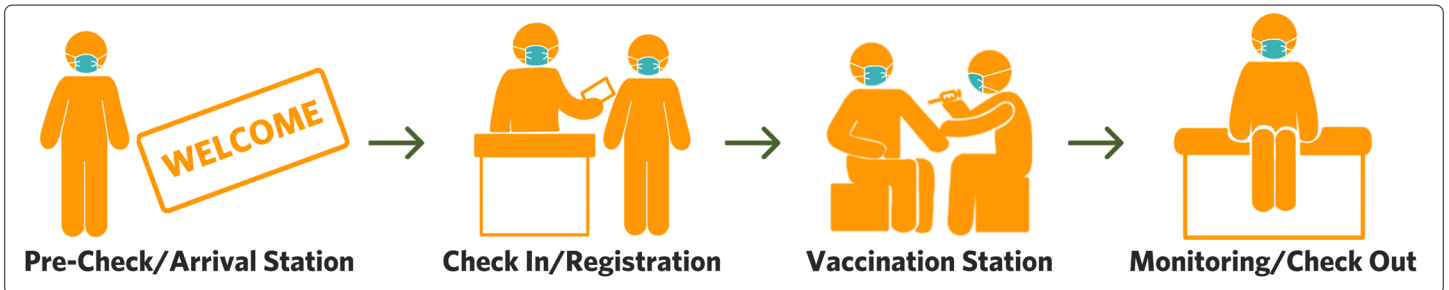 WELCOME
Pre-Check/Arrival Station
Check In/Registration
Vaccination Station
Monitoring/Check Out